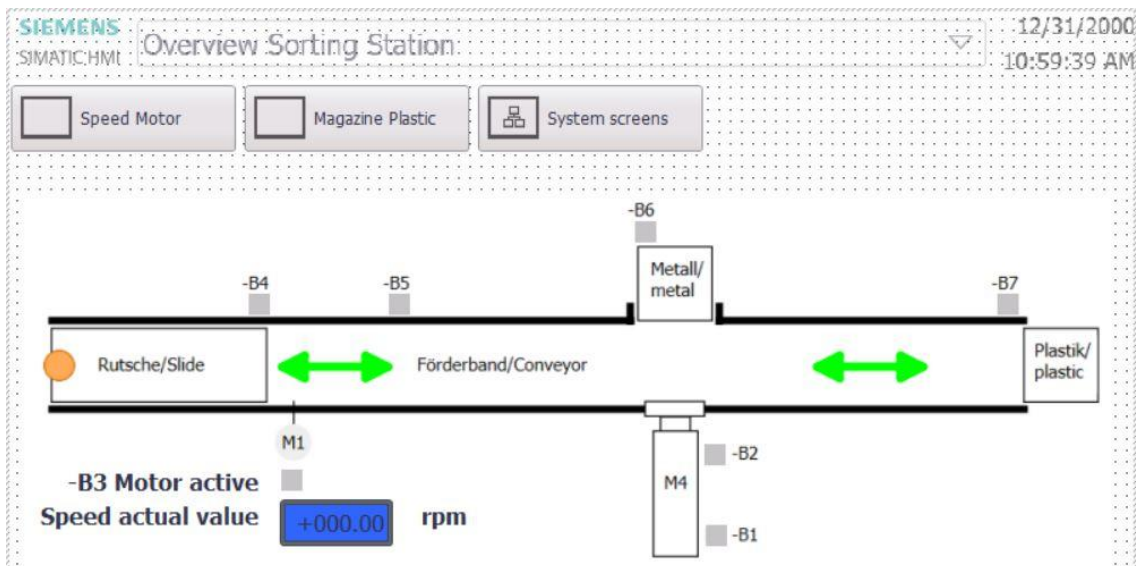 SIEMENS
SIMATIC HMI
Overview Sorting Station
12/31/2000
10:59:39 AM
Speed Motor
Magazine Plastic
System screens
-B6
Metall/
metal
-B4
-B5
-B7
Rutsche/Slide
Förderband/Conveyor
Plastik/
plastic
M1
-B2
-B3 Motor active
M4
Speed actual value
+000.00
rpm
-B1